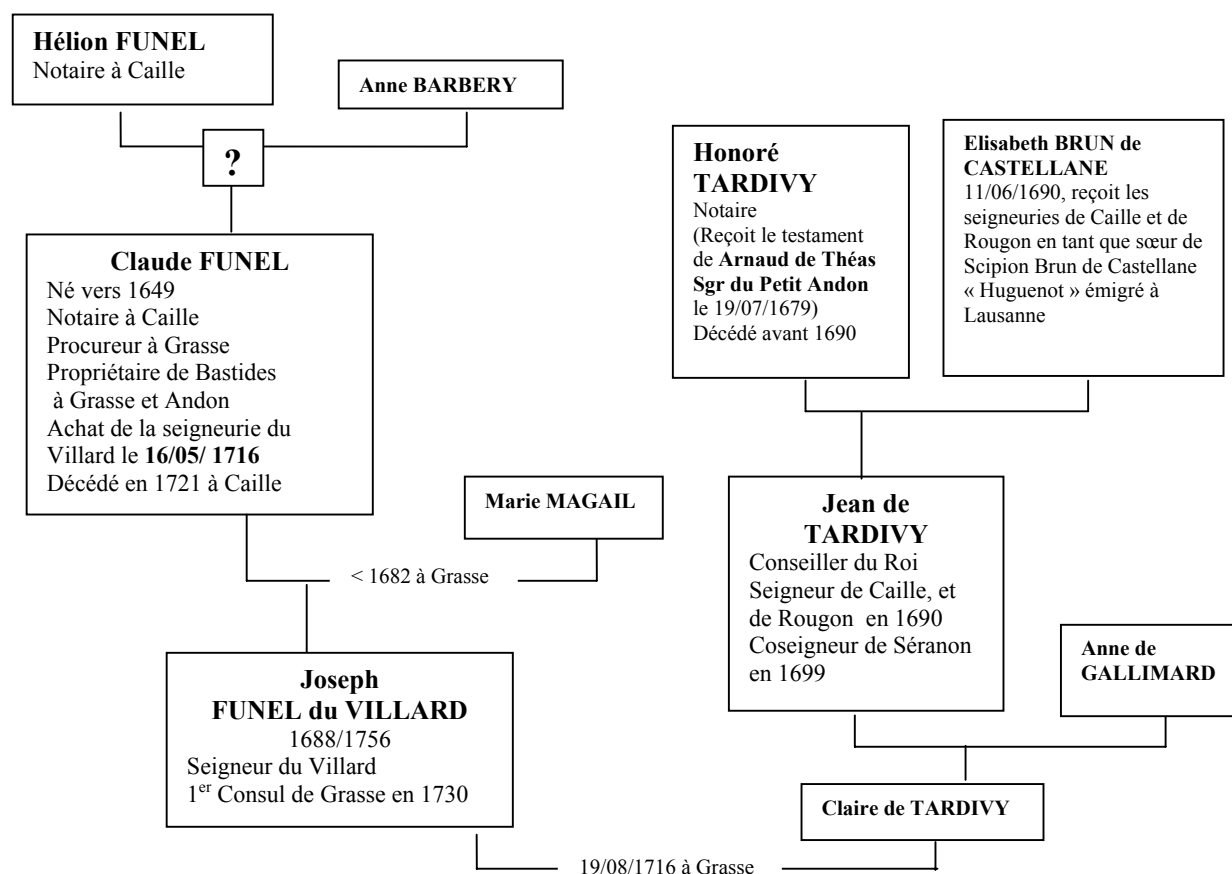 Hélion FUNEL
Notaire à Caille
Anne BARBERY
?
Claude FUNEL
Né vers 1649
Notaire à Caille
Procureur à Grasse
Propriétaire de Bastides
à Grasse et Andon
Achat de la seigneurie du
Villard le 16/05/ 1716
Décédé en 1721 à Caille
Marie MAGAIL
< 1682 à Grasse
Joseph
FUNEL du VILLARD
1688/1756
Seigneur du Villard
1er Consul de Grasse en 1730
Honoré
TARDIVY
Notaire
(Reçoit le testament
de Arnaud de Théas
Sgr du Petit Andon
le 19/07/1679)
Décédé avant 1690
Elisabeth BRUN de
CASTELLANE
11/06/1690, reçoit les
seigneuries de Caille et de
Rougon en tant que sœur de
Scipion Brun de Castellane
« Huguenot » émigré à
Lausanne
Jean de
TARDIVY
Conseiller du Roi
Seigneur de Caille, et
de Rougon en 1690
Coseigneur de Séranon
en 1699
Anne de
GALLIMARD
Claire de TARDIVY
19/08/1716 à Grasse